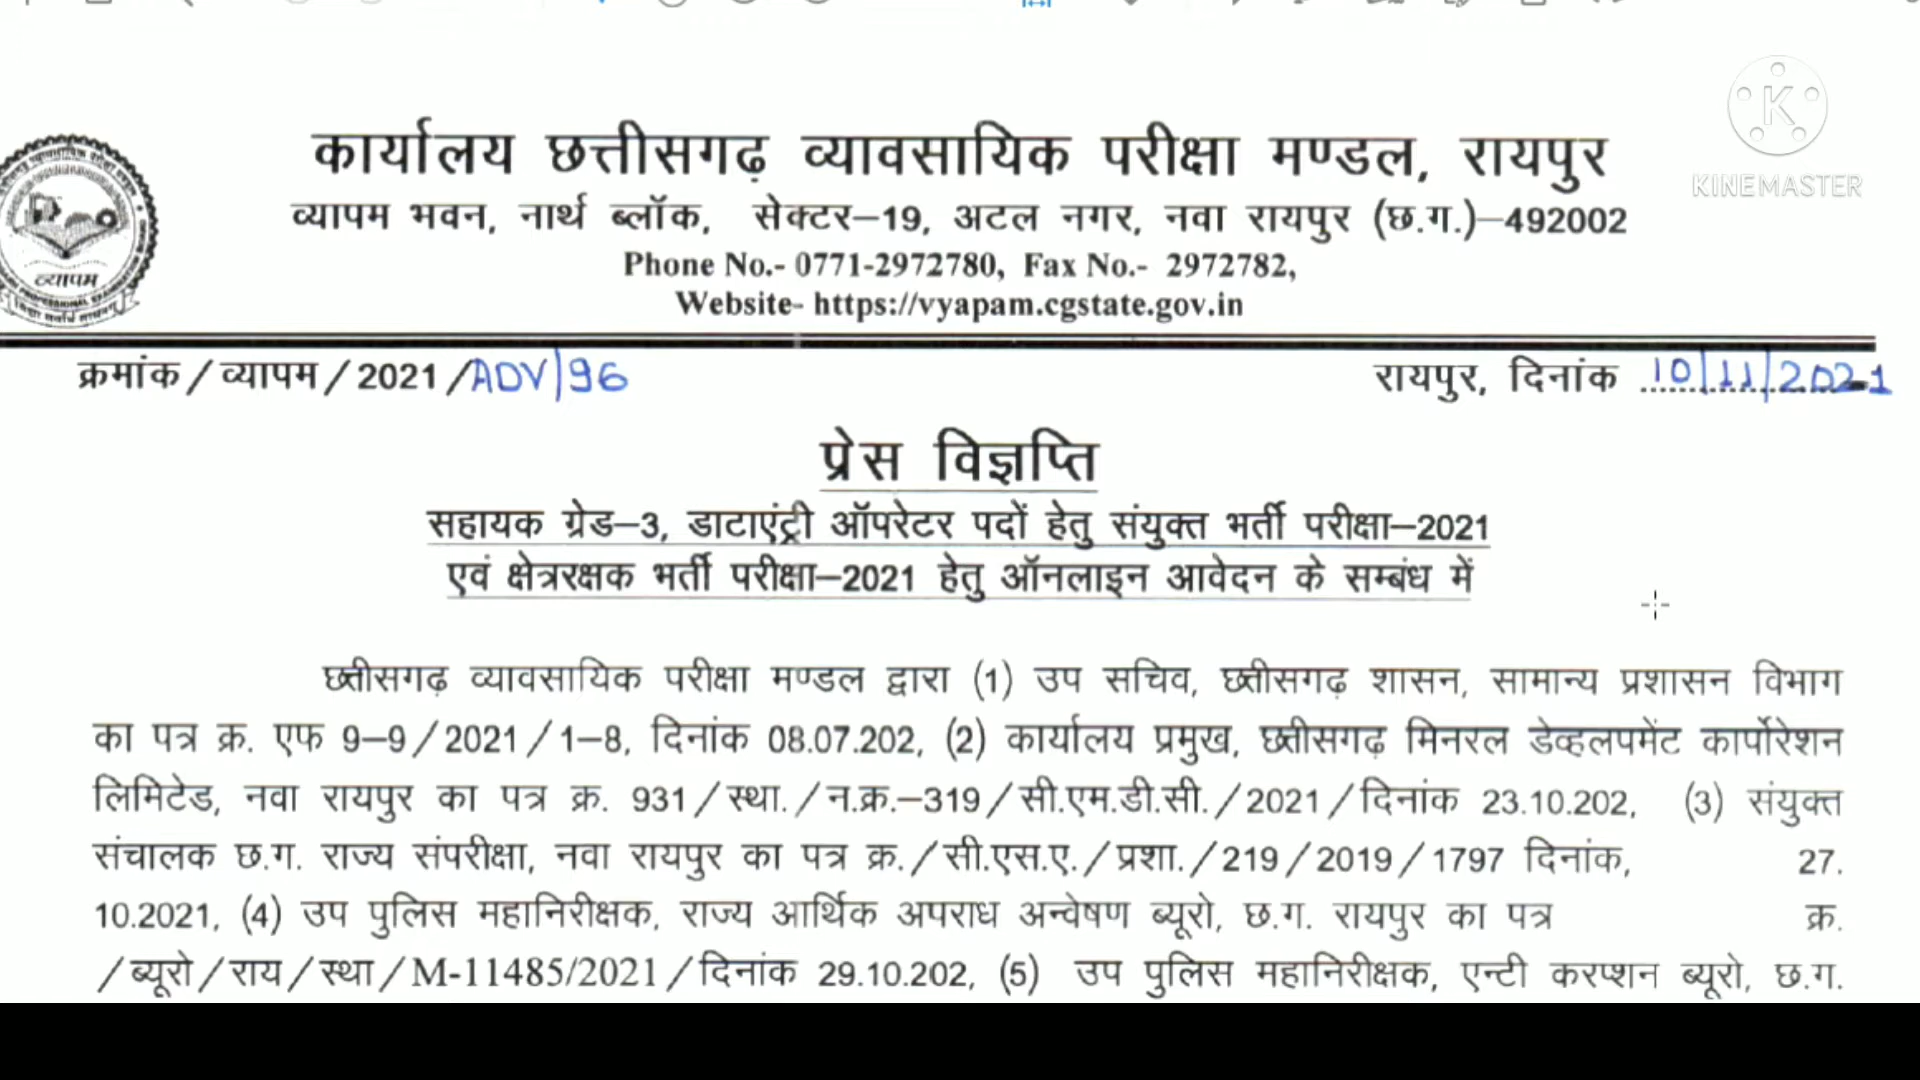 कार्यालय छत्तीसगढ़ व्यावसायिक परीक्षा मण्डल, रायपुर
व्यापम भवन, नार्थ ब्लॉक, सेक्टर–19, अटल नगर, नवा रायपुर (छ.ग.)–492002
Phone No.- 0771-2972780, Fax No.- 2972782,
Website- https://vyapam.cgstate.gov.in
KINEMASTER
व्यापम
क्रमांक/व्यापम/2021/ADV/96
रायपुर, दिनांक 10/11/2021
प्रेस विज्ञप्ति
सहायक ग्रेड–3, डाटाएंट्री ऑपरेटर पदों हेतु संयुक्त भर्ती परीक्षा–2021
एवं क्षेत्ररक्षक भर्ती परीक्षा–2021 हेतु ऑनलाइन आवेदन के सम्बंध में
छत्तीसगढ़ व्यावसायिक परीक्षा मण्डल द्वारा (1) उप सचिव, छत्तीसगढ़ शासन, सामान्य प्रशासन विभाग
का पत्र क्र. एफ 9–9/2021/1–8, दिनांक 08.07.202, (2) कार्यालय प्रमुख, छत्तीसगढ़ मिनरल डेव्हलपमेंट कार्पोरेशन
लिमिटेड, नवा रायपुर का पत्र क्र. 931/स्था./न.क्र.–319/सी.एम.डी.सी./2021/दिनांक 23.10.202, (3) संयुक्त
संचालक छ.ग. राज्य संपरीक्षा, नवा रायपुर का पत्र क्र./सी.एस.ए./प्रशा./219/2019/1797 दिनांक, 27.
10.2021, (4) उप पुलिस महानिरीक्षक, राज्य आर्थिक अपराध अन्वेषण ब्यूरो, छ.ग. रायपुर का पत्र क्र.
/ब्यूरो/राय/स्था/M-11485/2021/दिनांक 29.10.202, (5) उप पुलिस महानिरीक्षक, एन्टी करप्शन ब्यूरो, छ.ग.